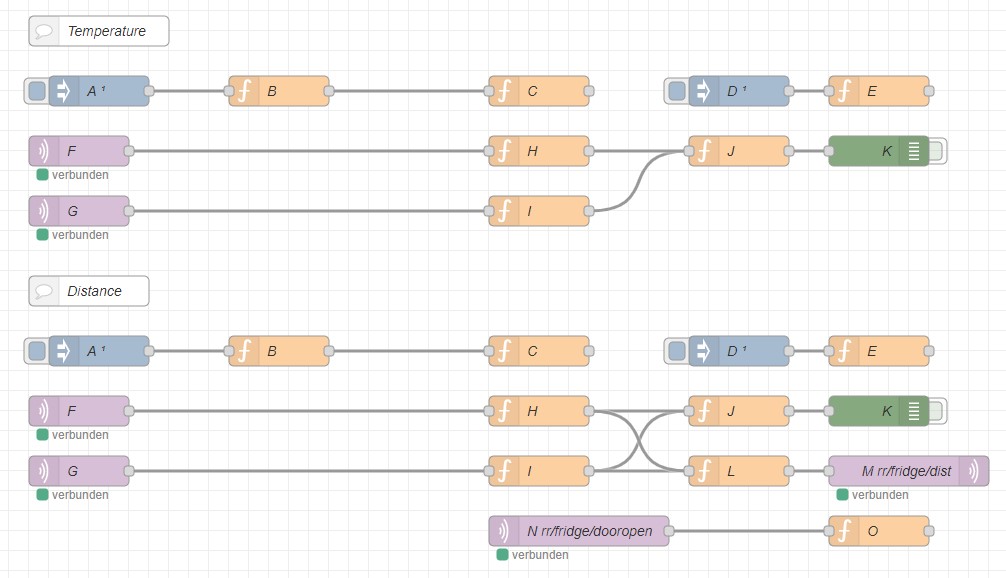 Temperature
A ¹ B C D ¹ E
F H J K
verbunden
G I
verbunden
Distance
A ¹ B C D ¹ E
F H J K
verbunden
G I L M rr/fridge/dist
verbunden verbunden
N rr/fridge/dooropen O
verbunden